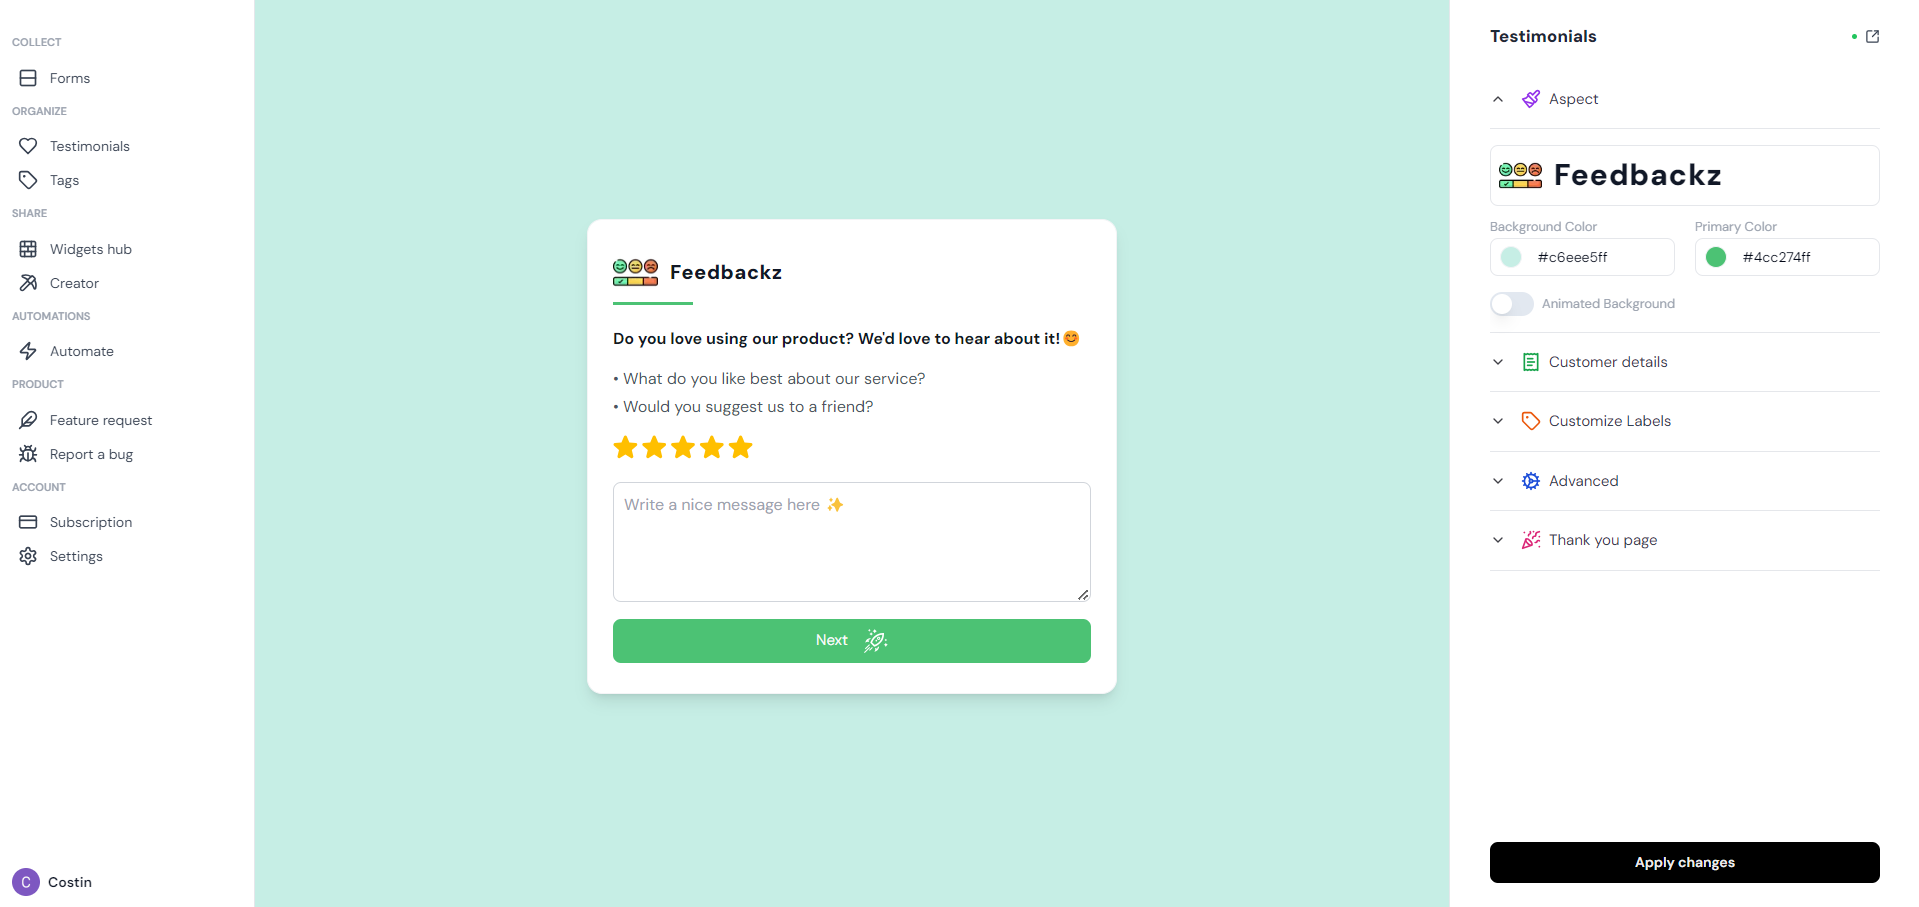 COLLECT
Forms
ORGANIZE
Testimonials
Tags
SHARE
Widgets hub
Creator
AUTOMATIONS
Automate
PRODUCT
Feature request
Report a bug
ACCOUNT
Subscription
Settings
C Costin
Feedbackz
Do you love using our product? We'd love to hear about it!😊
• What do you like best about our service?
• Would you suggest us to a friend?
Write a nice message here ✨
Next
Testimonials
Aspect
Feedbackz
Background Color Primary Color
#c6eee5ff #4cc274ff
Animated Background
Customer details
Customize Labels
Advanced
Thank you page
Apply changes